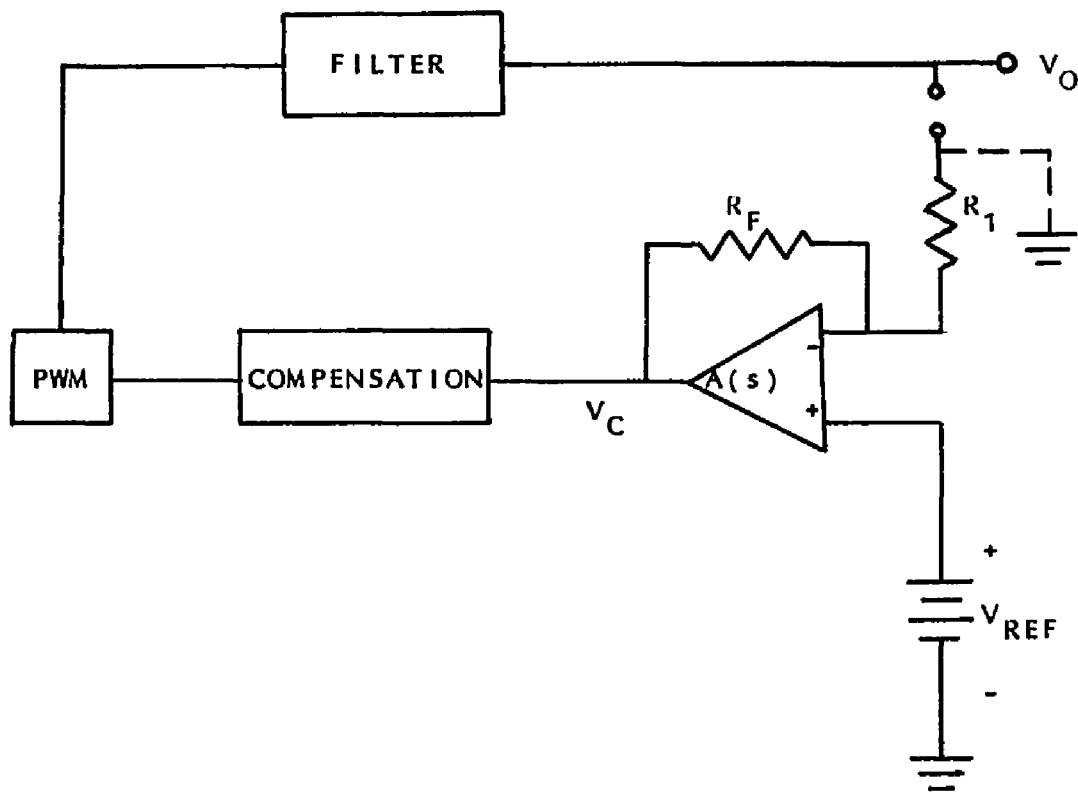 FILTER
V_O
R_F
R_1
PWM
COMPENSATION
V_C
A(s)
-
+
+
V_REF
-